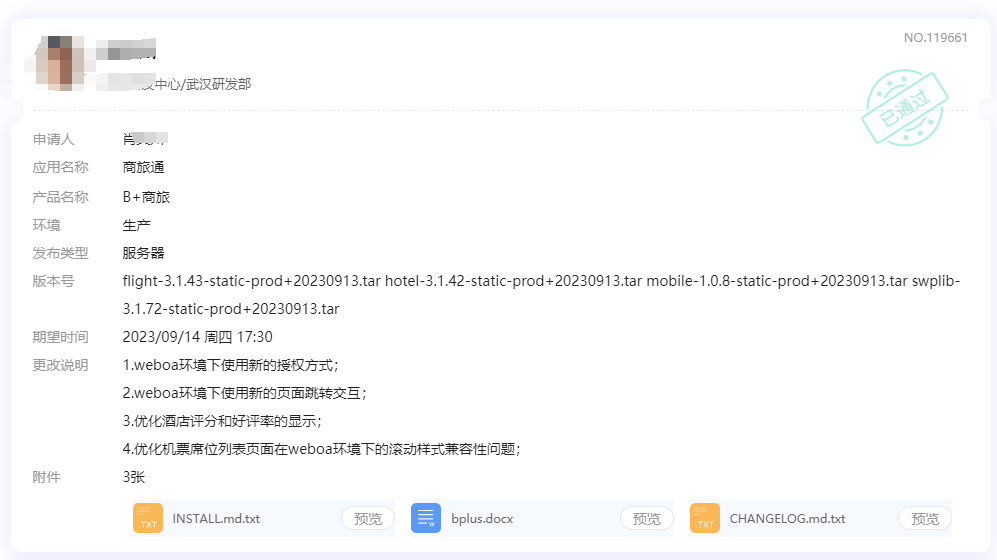 NO.119661
中心/武汉研发部
已通过
申请人
肖
应用名称
商旅通
产品名称
B+商旅
环境
生产
发布类型
服务器
版本号
flight-3.1.43-static-prod+20230913.tar hotel-3.1.42-static-prod+20230913.tar mobile-1.0.8-static-prod+20230913.tar swplib-
3.1.72-static-prod+20230913.tar
期望时间
2023/09/14 周四 17:30
更改说明
1.weboa环境下使用新的授权方式；
2.weboa环境下使用新的页面跳转交互；
3.优化酒店评分和好评率的显示；
4.优化机票席位列表页面在weboa环境下的滚动样式兼容性问题；
附件
3张
TXT
INSTALL.md.txt
预览
W
bplus.docx
预览
TXT
CHANGELOG.md.txt
预览